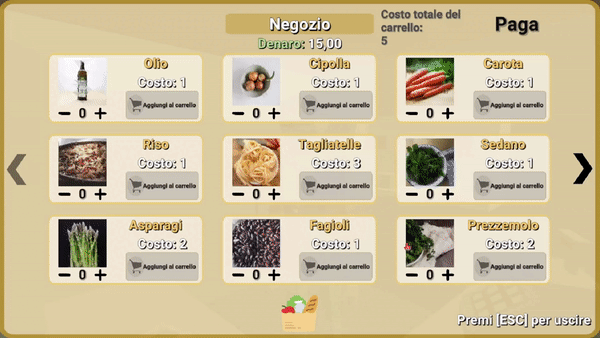 Negozio
Denaro: 15,00
Costo totale del
carrello:
5
Paga
Olio
Costo: 1
Aggiungi al carrello
0
Cipolla
Costo: 1
Aggiungi al carrello
0
Carota
Costo: 1
Aggiungi al carrello
0
Riso
Costo: 1
Aggiungi al carrello
0
Tagliatelle
Costo: 3
Aggiungi al carrello
0
Sedano
Costo: 1
Aggiungi al carrello
0
Asparagi
Costo: 2
Aggiungi al carrello
0
Fagioli
Costo: 1
Aggiungi al carrello
0
Prezzemolo
Costo: 2
Aggiungi al carrello
0
Premi [ESC] per uscire